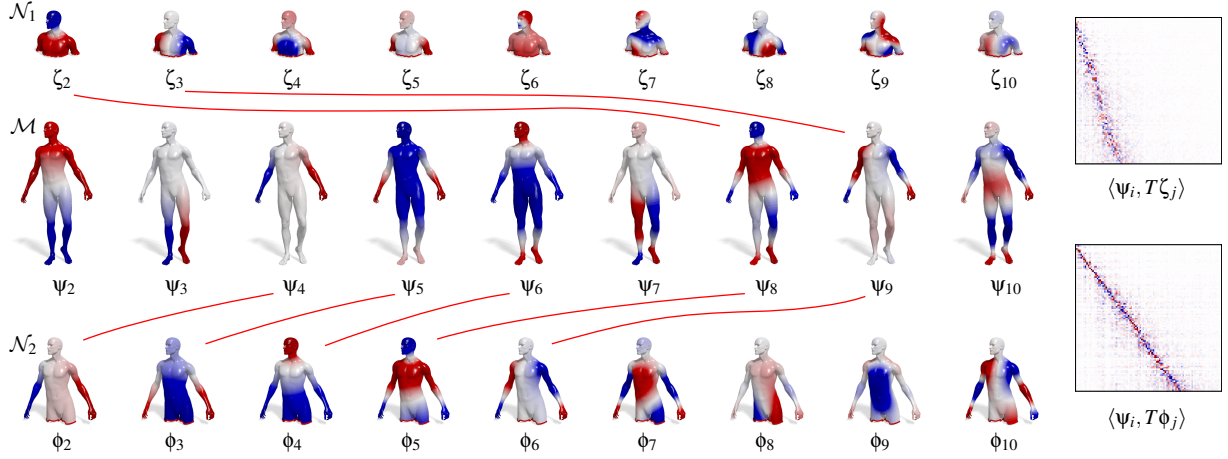 𝒩₁
ζ₂ ζ₃ ζ₄ ζ₅ ζ₆ ζ₇ ζ₈ ζ₉ ζ₁₀
ℳ
⟨ψᵢ, Tζⱼ⟩
ψ₂ ψ₃ ψ₄ ψ₅ ψ₆ ψ₇ ψ₈ ψ₉ ψ₁₀
𝒩₂
⟨ψᵢ, Tϕⱼ⟩
ϕ₂ ϕ₃ ϕ₄ ϕ₅ ϕ₆ ϕ₇ ϕ₈ ϕ₉ ϕ₁₀